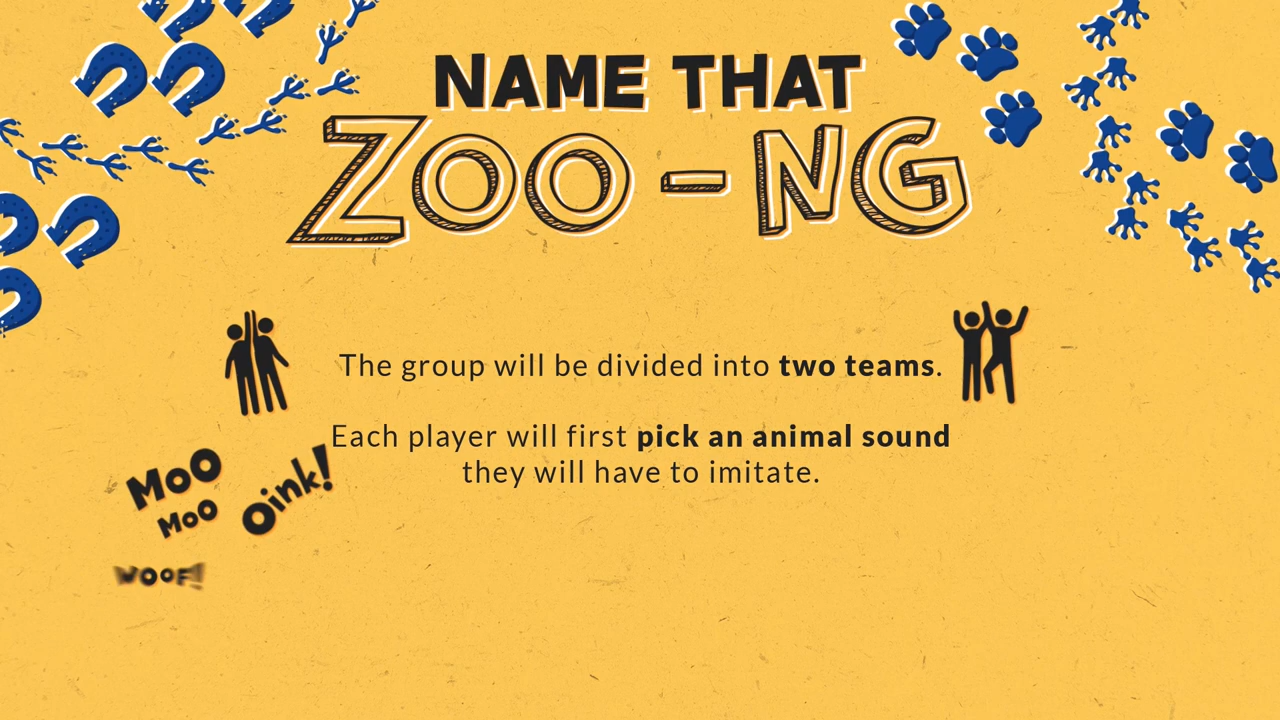 NAME THAT
ZOO - NG
The group will be divided into two teams.
Each player will first pick an animal sound
they will have to imitate.
MoO
MoO
Oink!
WOOF!